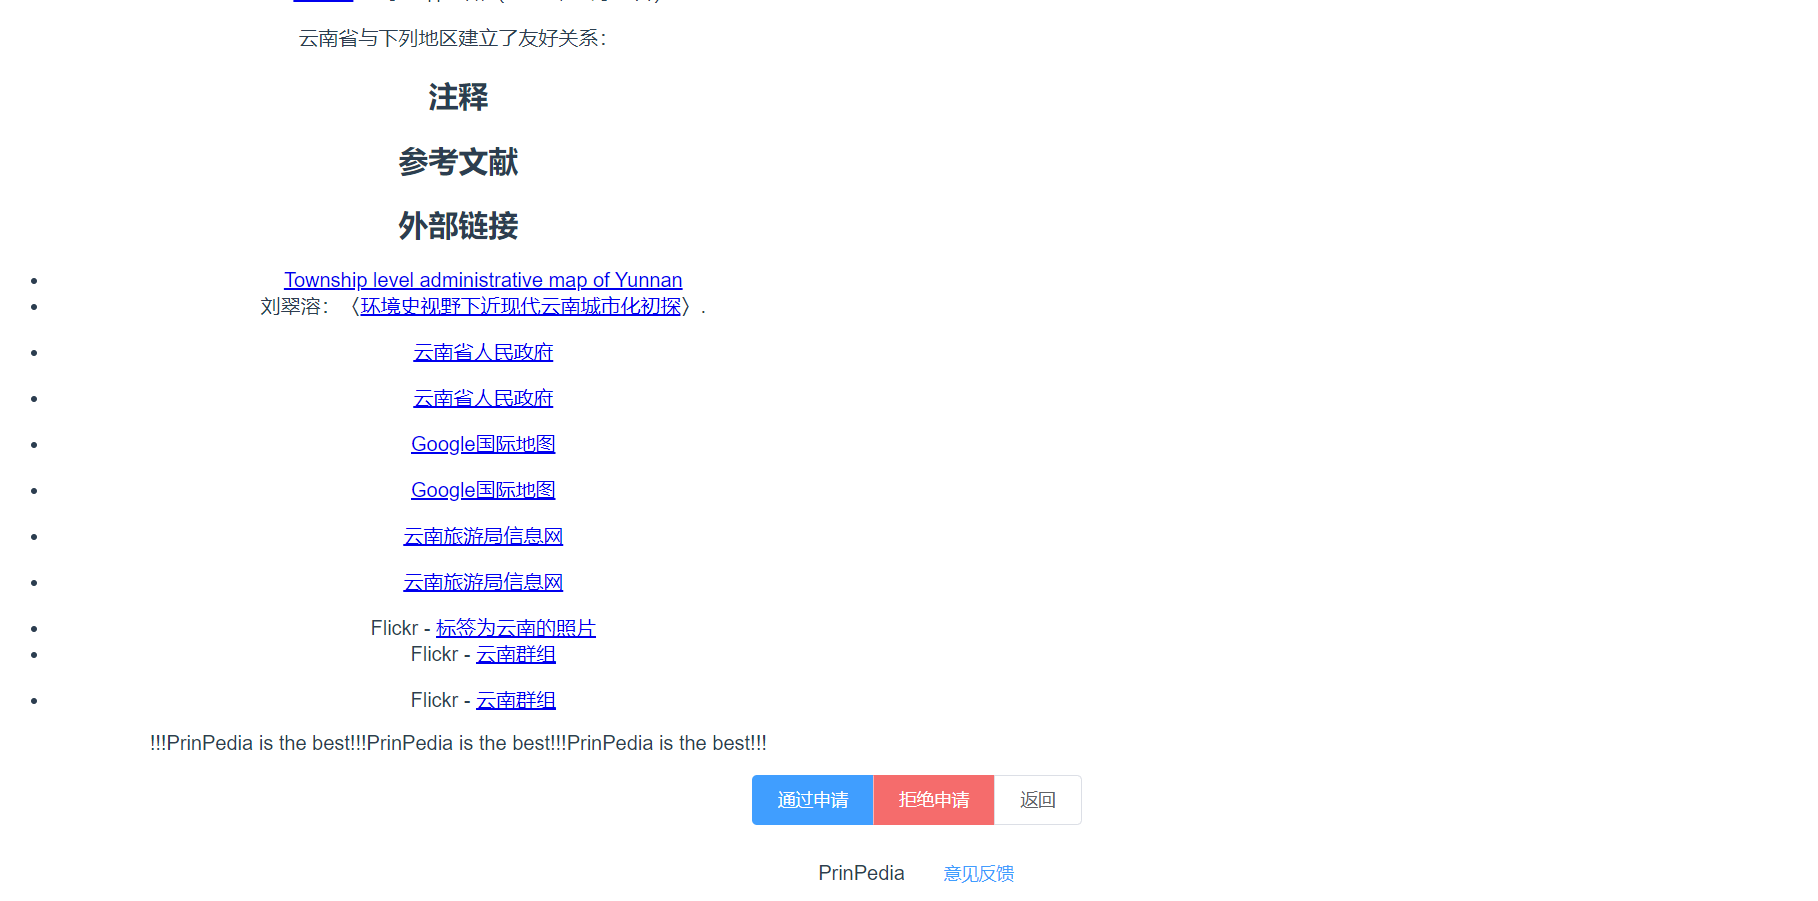 云南省与下列地区建立了友好关系：
注释
参考文献
外部链接
Township level administrative map of Yunnan
刘翠溶：〈环境史视野下近现代云南城市化初探〉.
云南省人民政府
云南省人民政府
Google国际地图
Google国际地图
云南旅游局信息网
云南旅游局信息网
Flickr - 标签为云南的照片
Flickr - 云南群组
Flickr - 云南群组
!!!PrinPedia is the best!!!PrinPedia is the best!!!PrinPedia is the best!!!
通过申请 拒绝申请 返回
PrinPedia 意见反馈